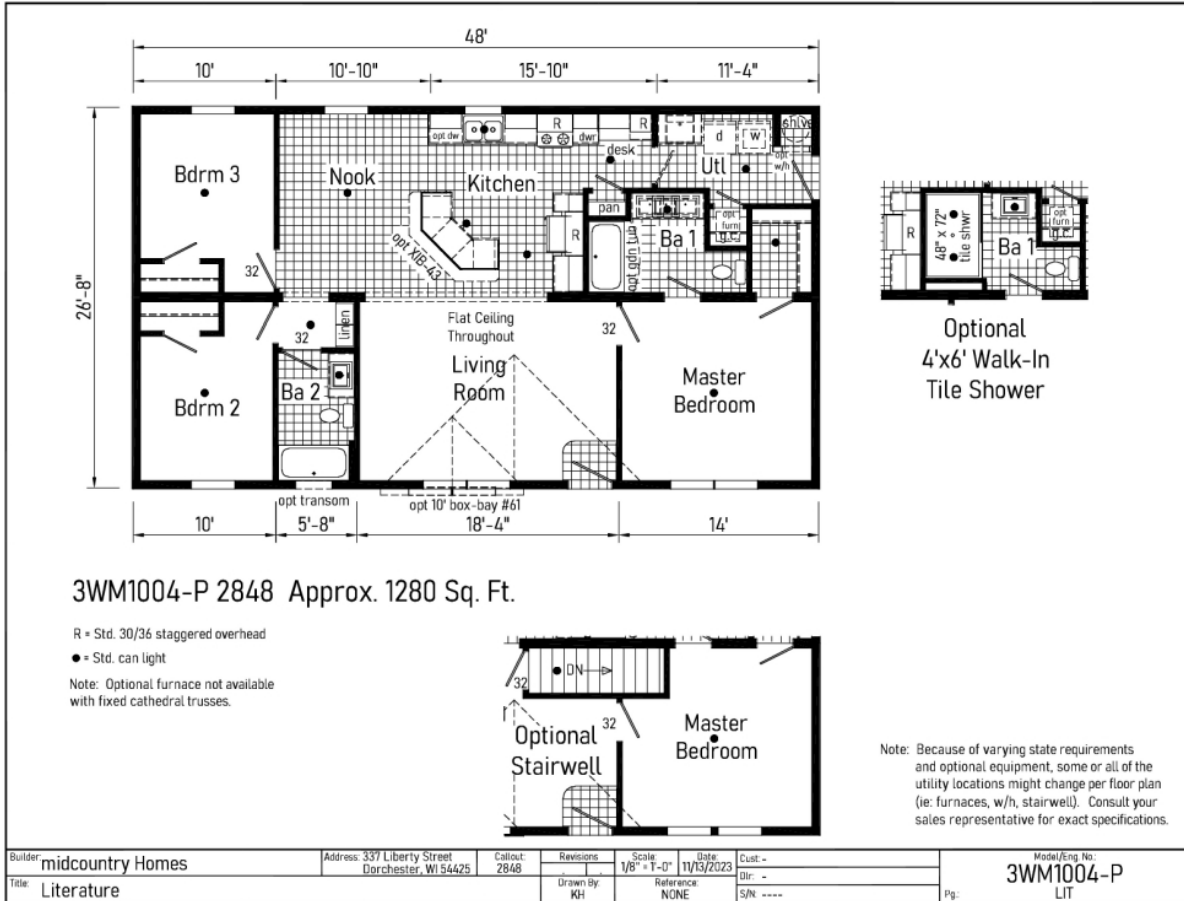 48'
10'
10'-10"
15'-10"
11'-4"
26'-8"
Bdrm 3
Nook
opt dw
R
dwr
R
desk
Kitchen
d
w
Utl
shlvs
opt
w/h
pan
R
opt XIB-43
opt gdn tub
Ba 1
opt
furn
32
Bdrm 2
32
linen
Ba 2
Flat Ceiling
Throughout
Living
Room
32
Master
Bedroom
opt transom
opt 10' box-bay #61
10'
5'-8"
18'-4"
14'
R
48" x 72"
tile shwr
Ba 1
opt
furn
Optional
4'x6' Walk-In
Tile Shower
3WM1004-P 2848 Approx. 1280 Sq. Ft.
R = Std. 30/36 staggered overhead
● = Std. can light
Note: Optional furnace not available
with fixed cathedral trusses.
DN
32
32
Optional
Stairwell
Master
Bedroom
Note: Because of varying state requirements
and optional equipment, some or all of the
utility locations might change per floor plan
(ie: furnaces, w/h, stairwell). Consult your
sales representative for exact specifications.
Builder: midcountry Homes
Title: Literature
Address: 337 Liberty Street
Dorchester, WI 54425
Callout:
2848
Revisions
Drawn By:
KH
Scale:
1/8" = 1'-0"
Date:
11/13/2023
Reference:
NONE
Cust: -
Dlr: -
S/N: ----
Model/Eng. No.:
3WM1004-P
Pg.: LIT